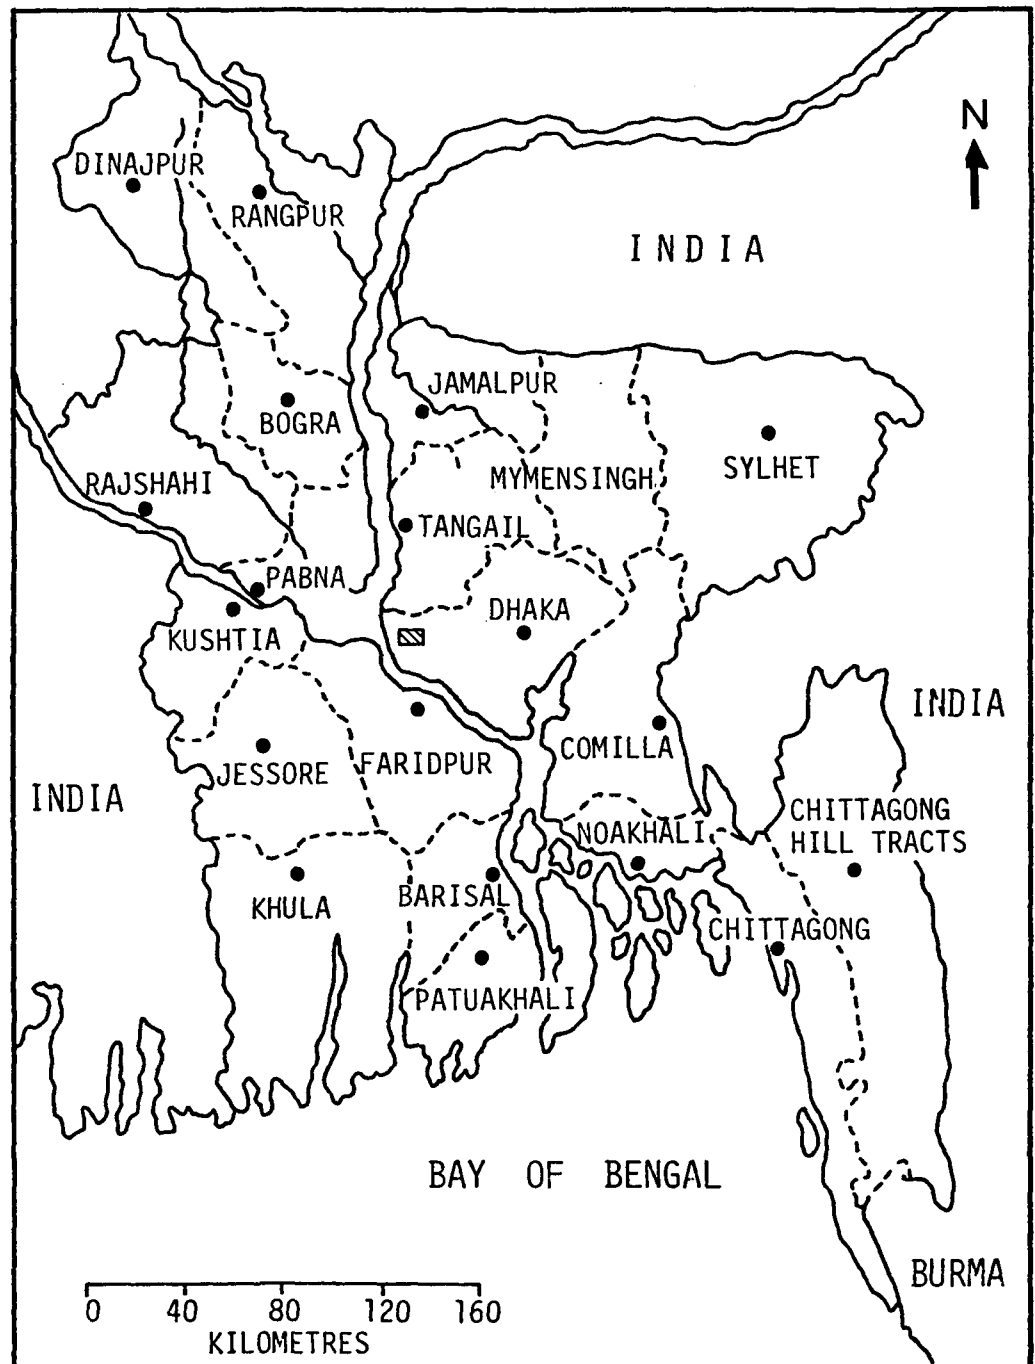 N
DINAJPUR
RANGPUR
INDIA
JAMALPUR
BOGRA
MYMENSINGH
SYLHET
RAJSHAHI
TANGAIL
PABNA
DHAKA
KUSHTIA
INDIA
COMILLA
FARIDPUR
JESSORE
INDIA
CHITTAGONG
HILL TRACTS
NOAKHALI
BARISAL
KHULA
CHITTAGONG
PATUAKHALI
BAY OF BENGAL
BURMA
0 40 80 120 160
KILOMETRES